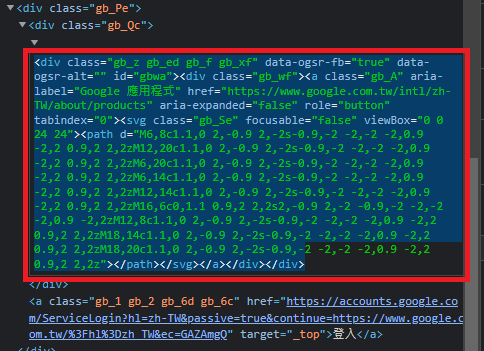 ▼<div class="gb_Pe">
▼<div class="gb_Qc">
▼
<div class="gb_z gb_ed gb_f gb_xf" data-ogsr-fb="true" data-
ogsr-alt="" id="gbwa"><div class="gb_wf"><a class="gb_A" aria-
label="Google 應用程式" href="https://www.google.com.tw/intl/zh-
TW/about/products" aria-expanded="false" role="button"
tabindex="0"><svg class="gb_Se" focusable="false" viewBox="0 0
24 24"><path d="M6,8c1.1,0 2,-0.9 2,-2s-0.9,-2 -2,-2 -2,0.9
-2,2 0.9,2 2,2zM12,20c1.1,0 2,-0.9 2,-2s-0.9,-2 -2,-2 -2,0.9
-2,2 0.9,2 2,2zM6,20c1.1,0 2,-0.9 2,-2s-0.9,-2 -2,-2 -2,0.9
-2,2 0.9,2 2,2zM6,14c1.1,0 2,-0.9 2,-2s-0.9,-2 -2,-2 -2,0.9
-2,2 0.9,2 2,2zM12,14c1.1,0 2,-0.9 2,-2s-0.9,-2 -2,-2 -2,0.9
-2,2 0.9,2 2,2zM16,6c0,1.1 0.9,2 2,2s2,-0.9 2,-2 -0.9,-2 -2,-2
-2,0.9 -2,2zM12,8c1.1,0 2,-0.9 2,-2s-0.9,-2 -2,-2 -2,0.9 -2,2
0.9,2 2,2zM18,14c1.1,0 2,-0.9 2,-2s-0.9,-2 -2,-2 -2,0.9 -2,2
0.9,2 2,2zM18,20c1.1,0 2,-0.9 2,-2s-0.9,-2 -2,-2 -2,0.9 -2,2
0.9,2 2,2z"></path></svg></a></div></div>
</div>
<a class="gb_1 gb_2 gb_6d gb_6c" href="https://accounts.google.co
m/ServiceLogin?hl=zh-TW&passive=true&continue=https://www.google.c
om.tw/%3Fhl%3Dzh_TW&ec=GAZAmgQ" target="_top">登入</a>
</div>